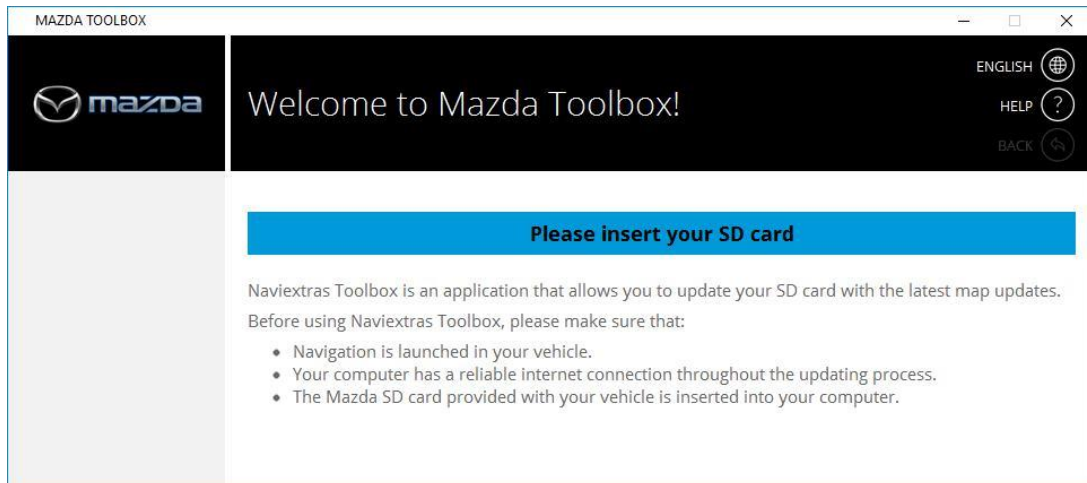 MAZDA TOOLBOX
mazda
Welcome to Mazda Toolbox!
ENGLISH
HELP
?
BACK
Please insert your SD card
Naviextras Toolbox is an application that allows you to update your SD card with the latest map updates.
Before using Naviextras Toolbox, please make sure that:
• Navigation is launched in your vehicle.
• Your computer has a reliable internet connection throughout the updating process.
• The Mazda SD card provided with your vehicle is inserted into your computer.